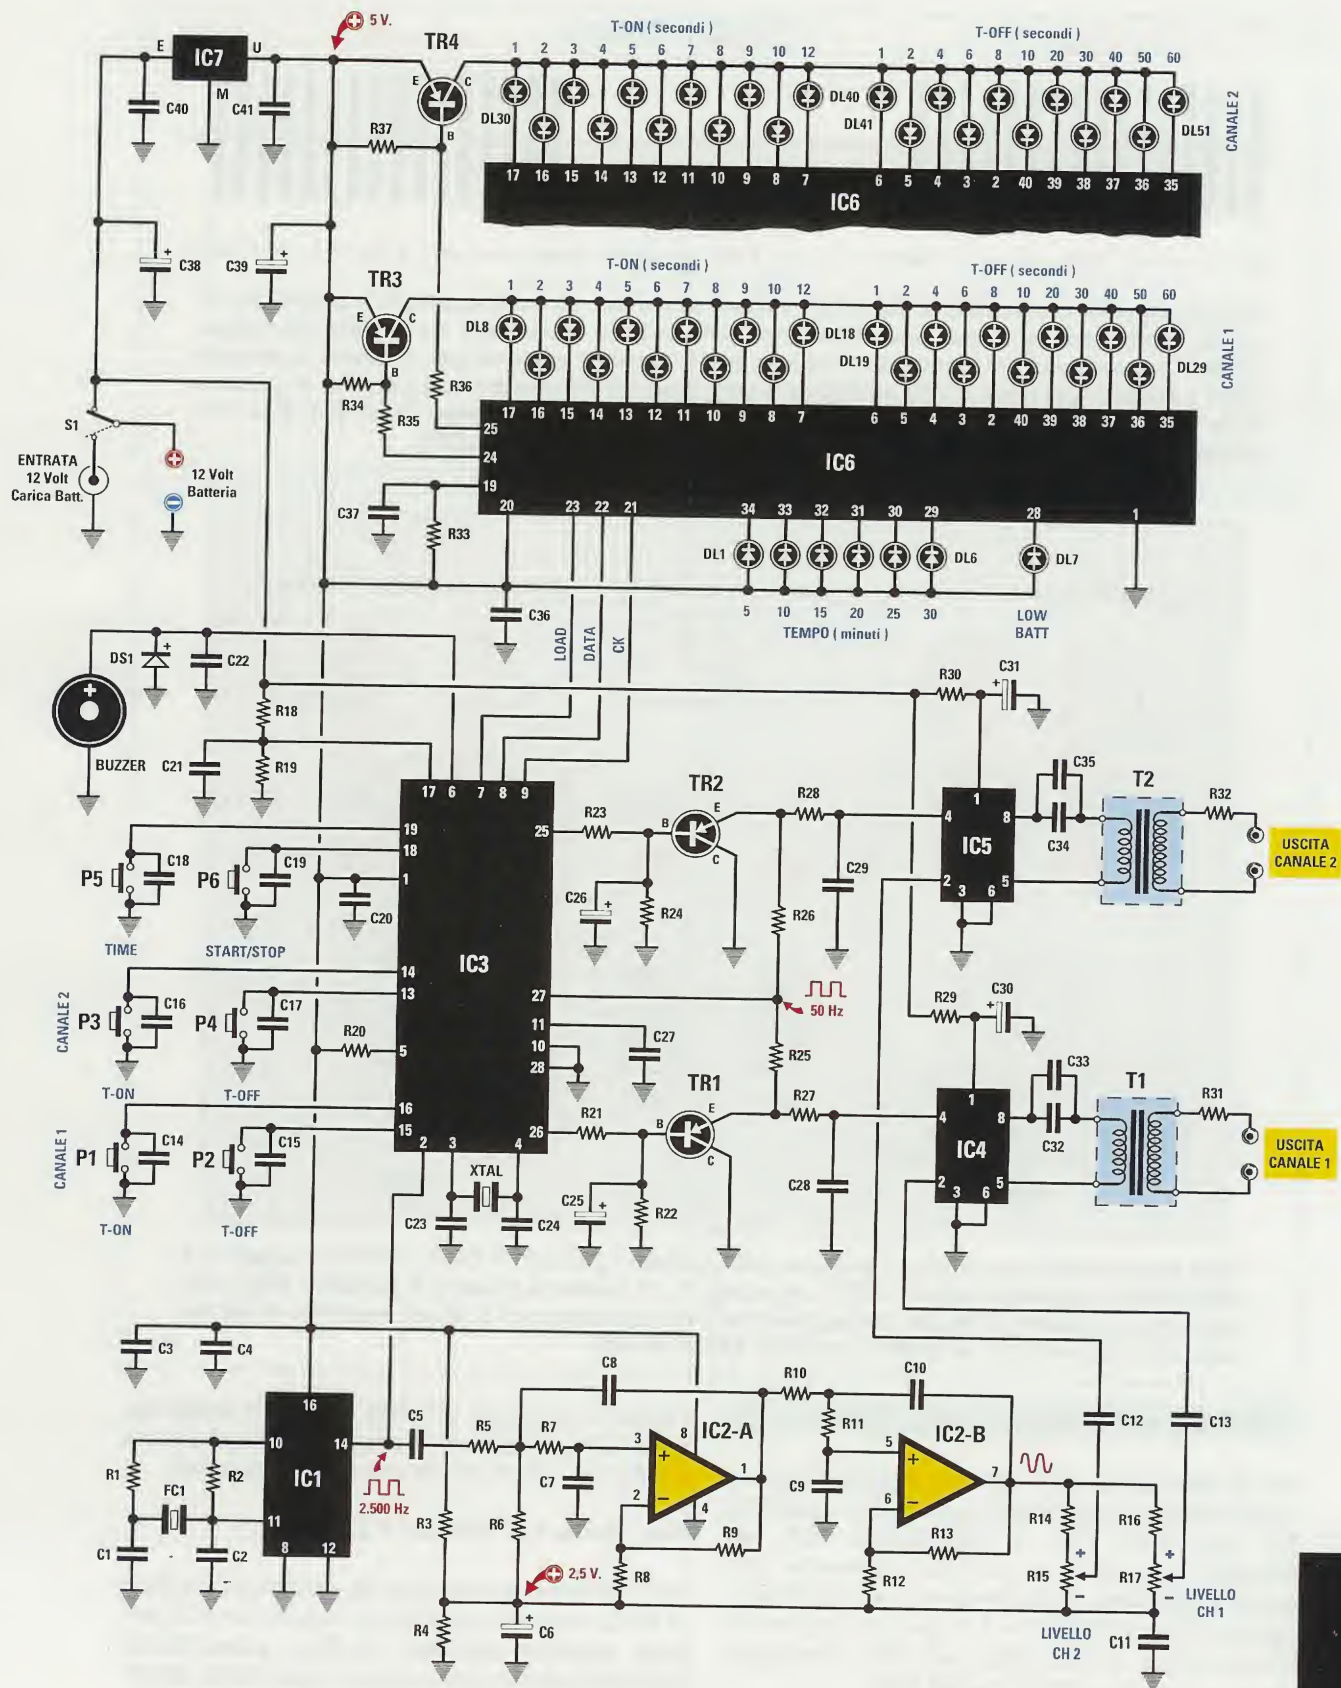 5 V.
E IC7 U
M
C40
C41
TR4
E C
B
R37
T-ON ( secondi )
1 2 3 4 5 6 7 8 9 10 12
T-OFF ( secondi )
1 2 4 6 8 10 20 30 40 50 60
DL30
DL40
DL41
DL51
CANALE 2
17 16 15 14 13 12 11 10 9 8 7 6 5 4 3 2 40 39 38 37 36 35
IC6
C38
C39
TR3
E C
B
T-ON ( secondi )
1 2 3 4 5 6 7 8 9 10 12
T-OFF ( secondi )
1 2 4 6 8 10 20 30 40 50 60
DL8
DL18
DL19
DL29
CANALE 1
R36
R34
R35
17 16 15 14 13 12 11 10 9 8 7 6 5 4 3 2 40 39 38 37 36 35
25
24
19
IC6
20 23 22 21 34 33 32 31 30 29 28 1
S1
ENTRATA
12 Volt
Carica Batt.
12 Volt
Batteria
C37
R33
DL1
DL6
DL7
5 10 15 20 25 30
TEMPO ( minuti )
LOW
BATT
C36
LOAD
DATA
CK
DS1
C22
BUZZER
R18
C21
R19
R30
C31
17 6 7 8 9
19
18
1
14
13
5
16
15
2 3 4
25
27
11
10
28
26
IC3
P5
C18
P6
C19
C20
TIME
START/STOP
CANALE 2
P3
C16
P4
C17
R20
T-ON
T-OFF
CANALE 1
P1
C14
P2
C15
T-ON
T-OFF
R23
TR2
B E C
C26
R24
R28
C29
R26
50 Hz
C27
R25
R21
TR1
B E C
C25
R22
R27
C28
XTAL
C23
C24
1
4 IC5 8
2 5
3 6
C35
C34
T2
R32
USCITA
CANALE 2
R29
C30
1
4 IC4 8
2 5
3 6
C33
C32
T1
R31
USCITA
CANALE 1
C3
C4
16
10 14
IC1
11
8 12
R1
R2
FC1
C1
C2
2.500 Hz
C5
R5
R7
C8
C7
R3
R6
R4
C6
2,5 V.
IC2-A
3 8
+
1
2 4
−
R9
R8
R10
C10
R11
C9
IC2-B
5
+
7
6
−
R13
R12
R14
R16
R15
+
−
R17
+
−
C12
C13
LIVELLO
CH 1
LIVELLO
CH 2
C11